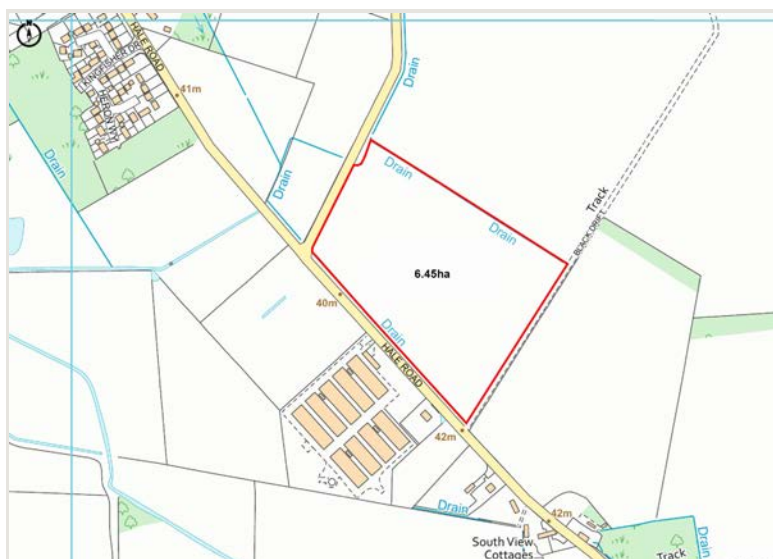 N
KINGFISHER DR
HERON WY
HALE ROAD
41m
Drain
Drain
Drain
Drain
Drain
Track
BLACK DRIFT
6.45ha
40m
Drain
HALE ROAD
42m
Drain
42m
South View
Cottages
Track
Drain